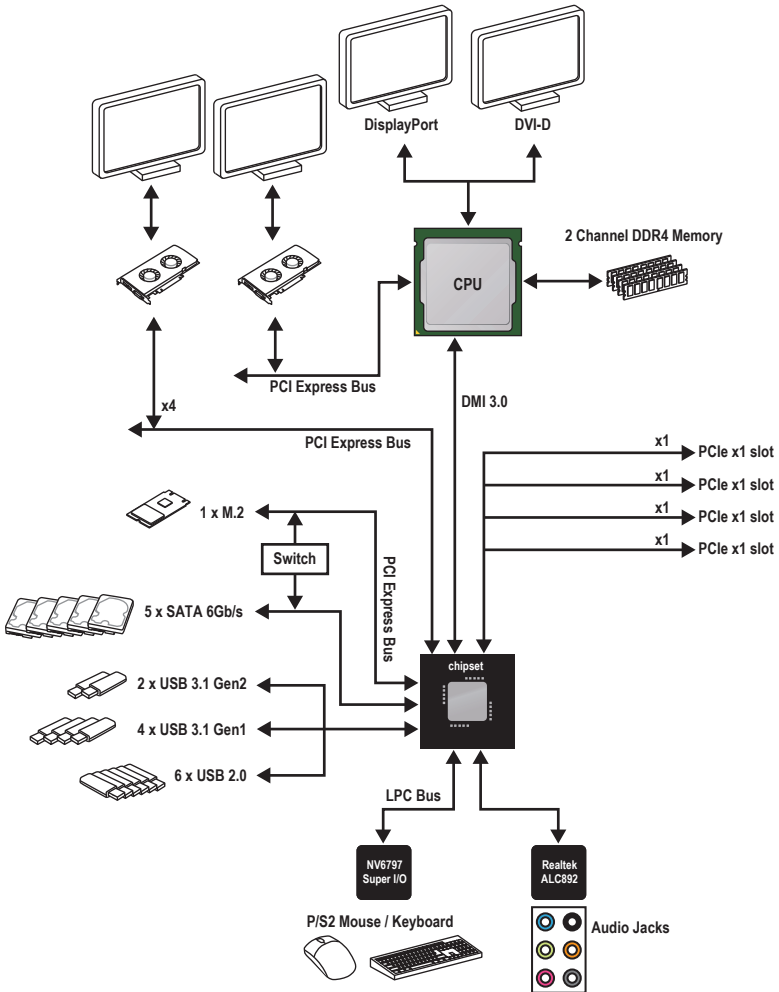 DisplayPort
DVI-D
2 Channel DDR4 Memory
CPU
PCI Express Bus
x4
DMI 3.0
PCI Express Bus
x1
PCIe x1 slot
x1
PCIe x1 slot
x1
PCIe x1 slot
x1
PCIe x1 slot
1 x M.2
Switch
PCI Express Bus
5 x SATA 6Gb/s
chipset
2 x USB 3.1 Gen2
4 x USB 3.1 Gen1
6 x USB 2.0
LPC Bus
NV6797
Super I/O
Realtek
ALC892
P/S2 Mouse / Keyboard
Audio Jacks